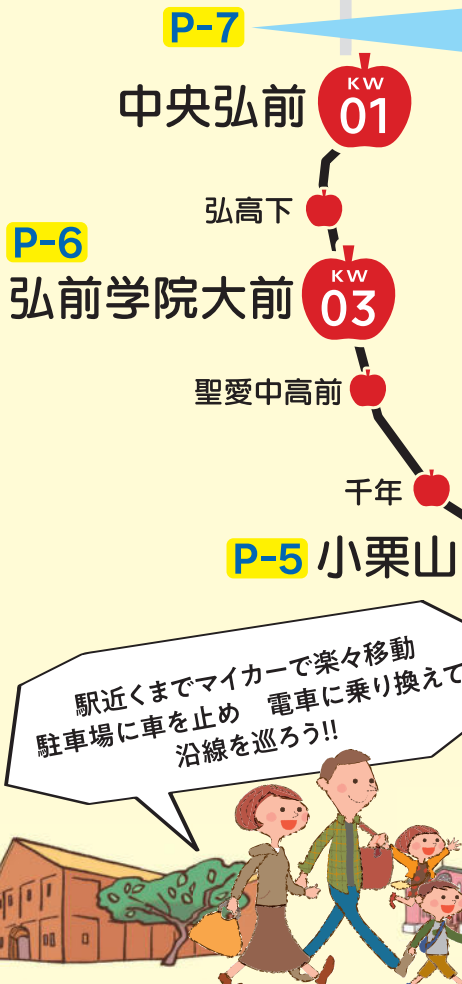 P-7
KW
01
中央弘前
弘高下
P-6
KW
03
弘前学院大前
聖愛中高前
千年
P-5 小栗山
駅近くまでマイカーで楽々移動
駐車場に車を止め　電車に乗り換えて
沿線を巡ろう!!